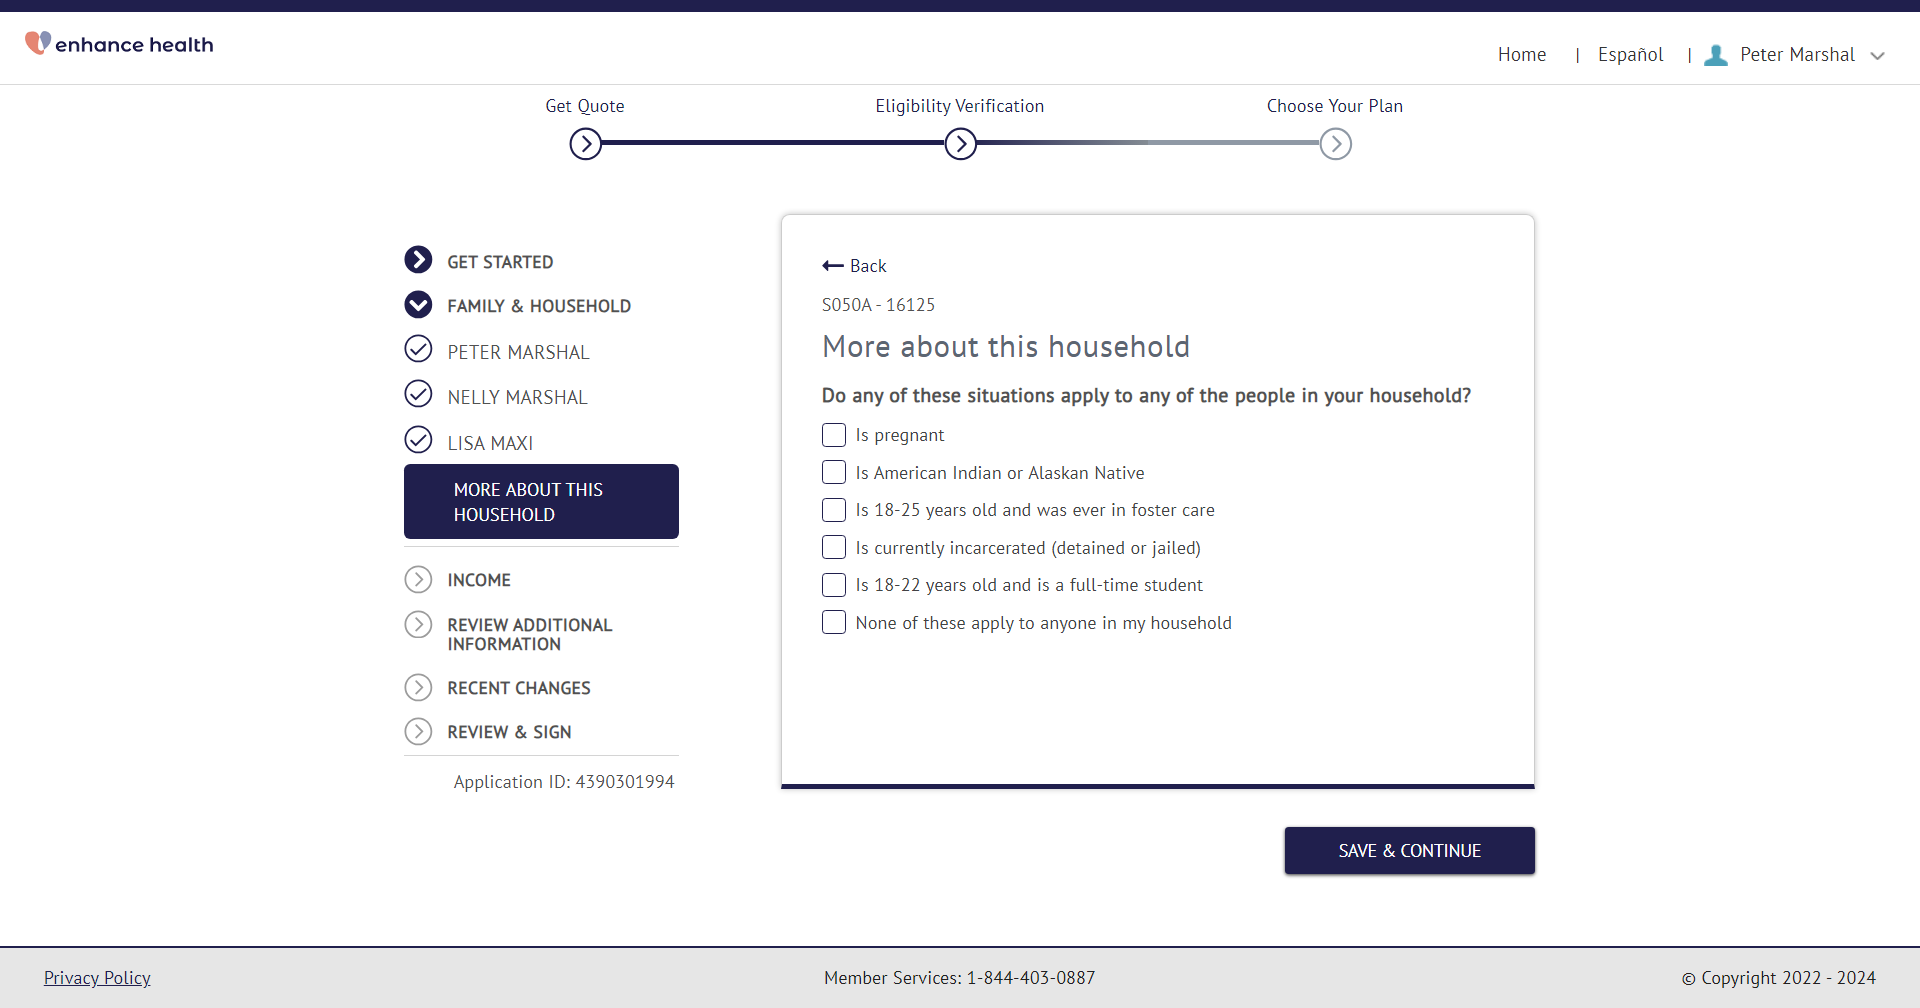 enhance health
Home | Español | Peter Marshal
Get Quote
Eligibility Verification
Choose Your Plan
GET STARTED
FAMILY & HOUSEHOLD
PETER MARSHAL
NELLY MARSHAL
LISA MAXI
MORE ABOUT THIS
HOUSEHOLD
INCOME
REVIEW ADDITIONAL
INFORMATION
RECENT CHANGES
REVIEW & SIGN
Application ID: 4390301994
Back
S050A - 16125
More about this household
Do any of these situations apply to any of the people in your household?
Is pregnant
Is American Indian or Alaskan Native
Is 18-25 years old and was ever in foster care
Is currently incarcerated (detained or jailed)
Is 18-22 years old and is a full-time student
None of these apply to anyone in my household
SAVE & CONTINUE
Privacy Policy
Member Services: 1-844-403-0887
© Copyright 2022 - 2024